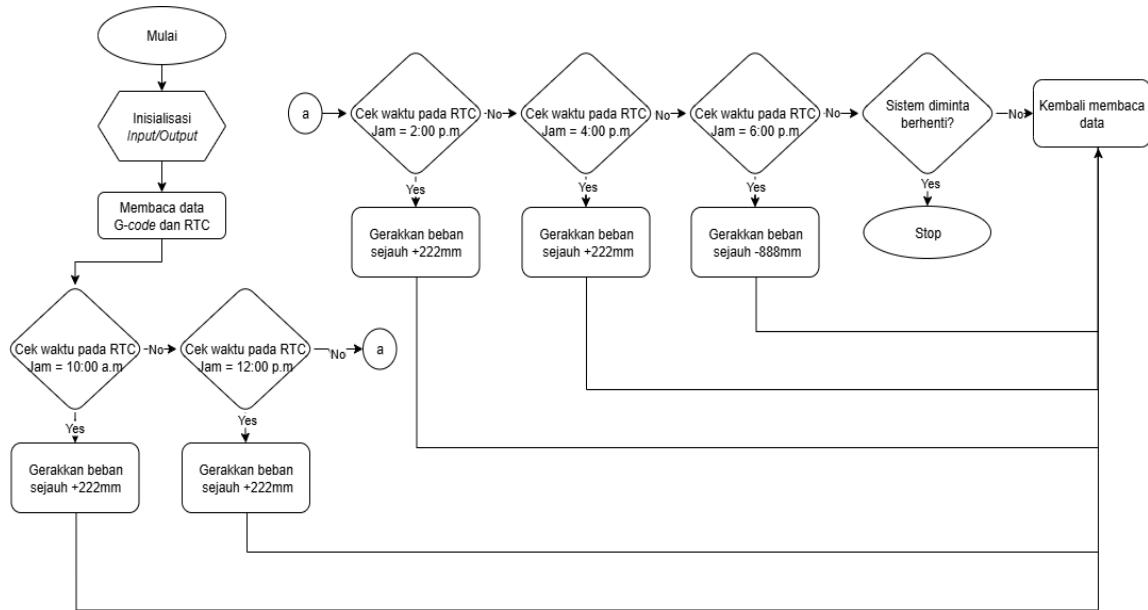 Mulai
Inisialisasi
Input/Output
Membaca data
G-code dan RTC
Cek waktu pada RTC
Jam = 10:00 a.m
No
Cek waktu pada RTC
Jam = 12:00 p.m
No
a
Yes
Yes
Gerakkan beban
sejauh +222mm
Gerakkan beban
sejauh +222mm
a
Cek waktu pada RTC
Jam = 2:00 p.m
No
Cek waktu pada RTC
Jam = 4:00 p.m
No
Cek waktu pada RTC
Jam = 6:00 p.m
No
Sistem diminta
berhenti?
No
Kembali membaca
data
Yes
Yes
Yes
Yes
Gerakkan beban
sejauh +222mm
Gerakkan beban
sejauh +222mm
Gerakkan beban
sejauh -888mm
Stop